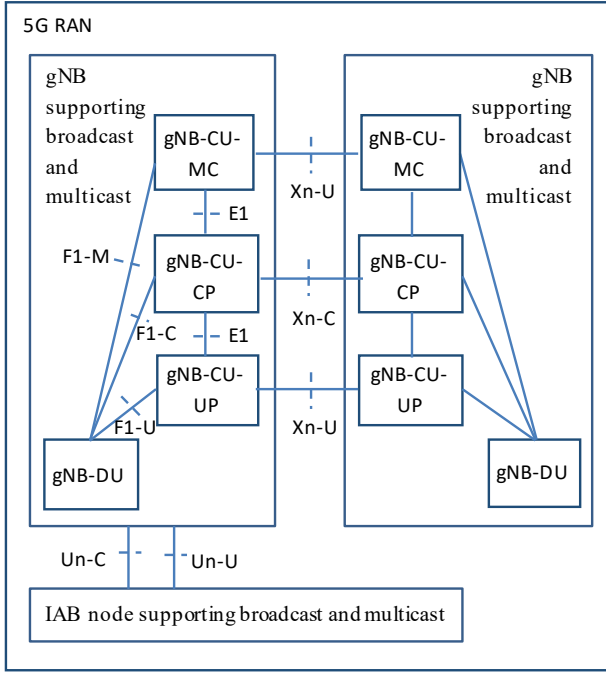 5G RAN
gNB
supporting
broadcast
and
multicast
gNB
supporting
broadcast
and
multicast
gNB-CU-
MC
gNB-CU-
MC
Xn-U
E1
F1-M
gNB-CU-
CP
gNB-CU-
CP
Xn-C
F1-C
E1
gNB-CU-
UP
gNB-CU-
UP
Xn-U
F1-U
gNB-DU
gNB-DU
Un-C
Un-U
IAB node supporting broadcast and multicast